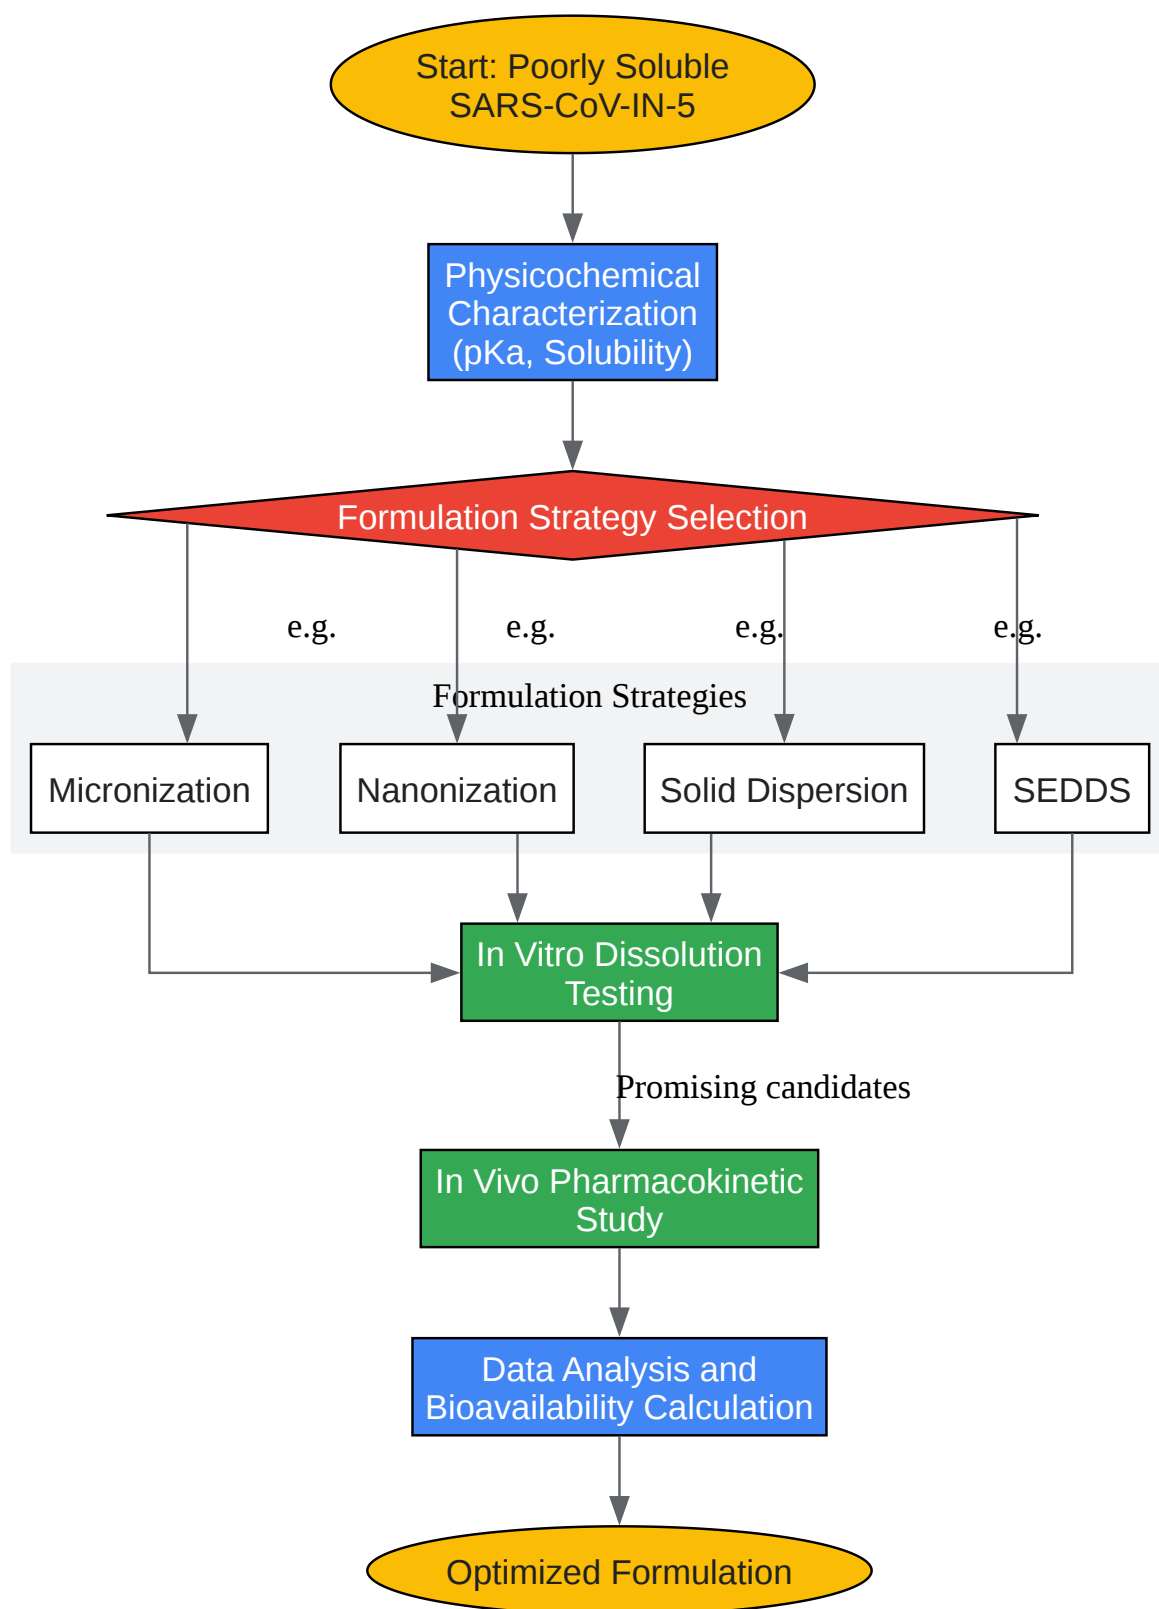 Start: Poorly Soluble
SARS-CoV-IN-5
Physicochemical
Characterization
(pKa, Solubility)
Formulation Strategy Selection
e.g.
e.g.
e.g.
e.g.
Formulation Strategies
Micronization
Nanonization
Solid Dispersion
SEDDS
In Vitro Dissolution
Testing
Promising candidates
In Vivo Pharmacokinetic
Study
Data Analysis and
Bioavailability Calculation
Optimized Formulation